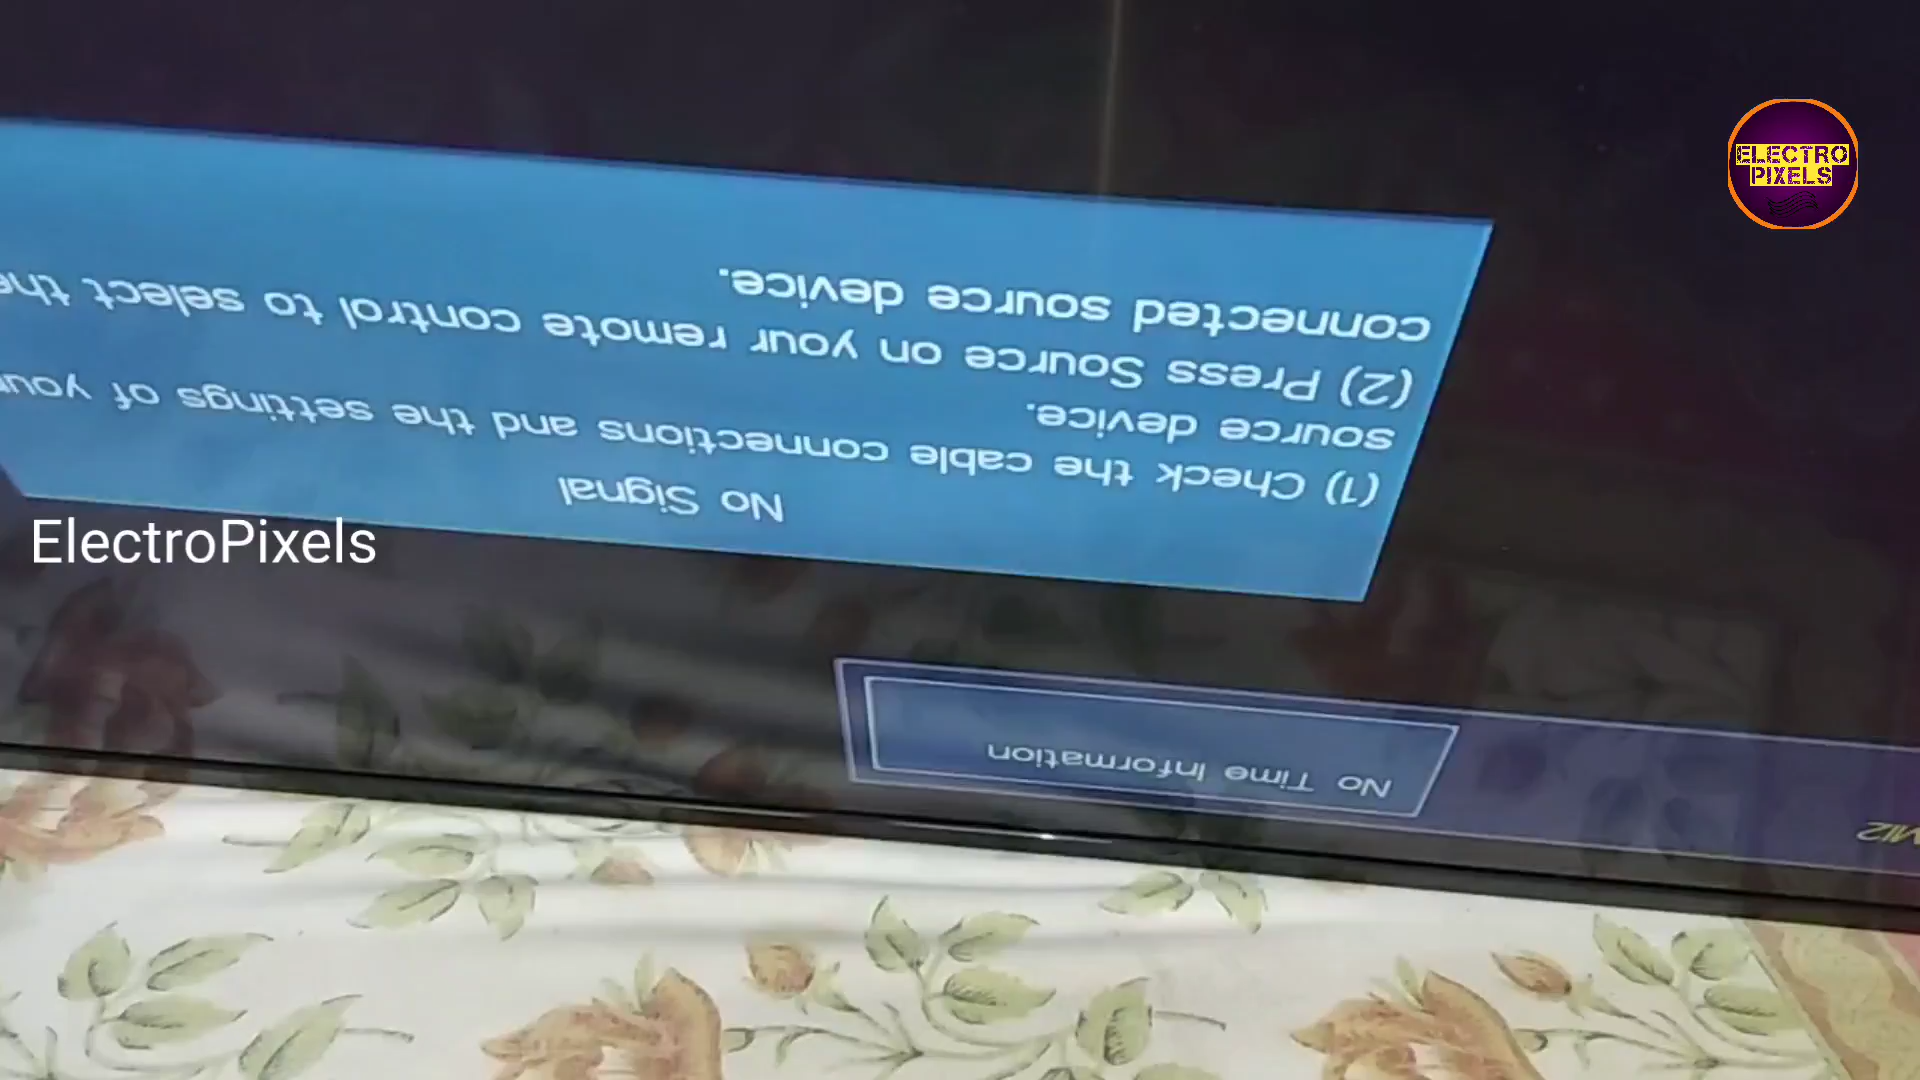 ELECTRO
PIXELS
ElectroPixels
No Time Information
No Signal
(1) Check the cable connections and the settings of
source device.
(2) Press Source on your remote control to select the
connected source device.